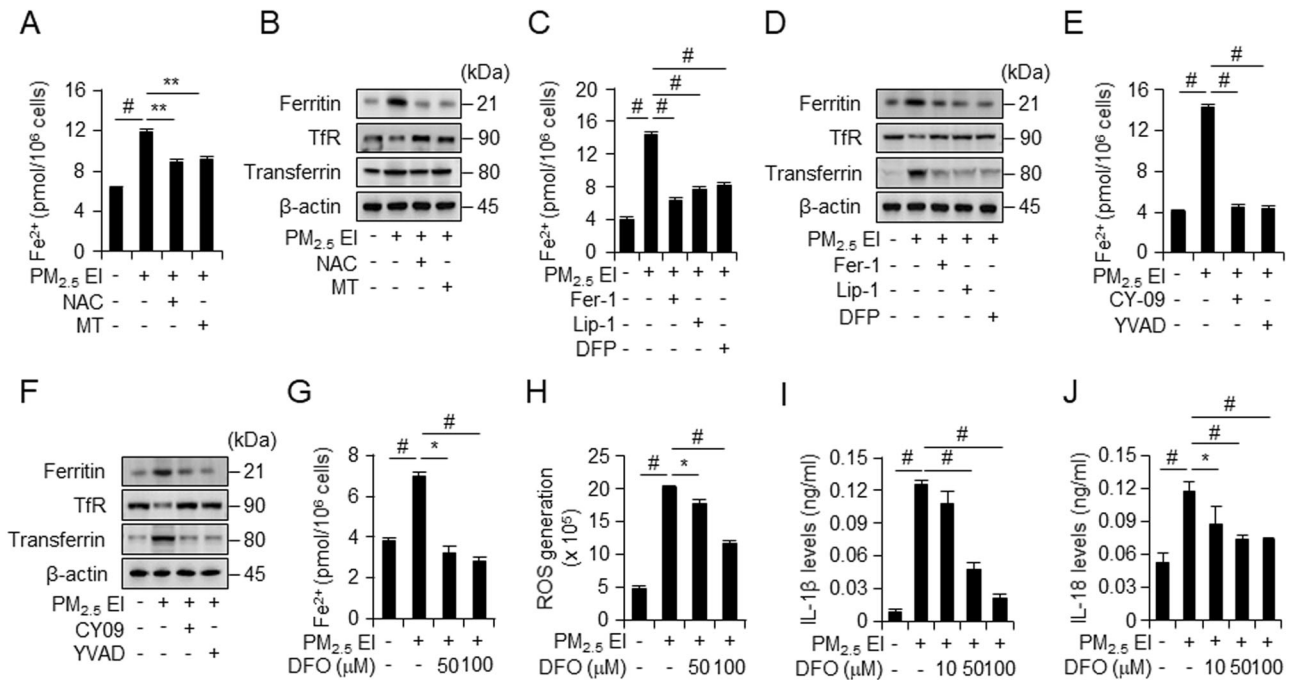 A
Fe²⁺ (pmol/10⁶ cells)
16
12
8
4
0
# ** **
PM₂.₅ EI - + + +
NAC - - + -
MT - - - +
B
(kDa)
Ferritin 21
TfR 90
Transferrin 80
β-actin 45
PM₂.₅ EI - + + +
NAC - - + -
MT - - - +
C
Fe²⁺ (pmol/10⁶ cells)
20
16
12
8
4
0
# # # #
PM₂.₅ EI - + + + +
Fer-1 - - + - -
Lip-1 - - - + -
DFP - - - - +
D
(kDa)
Ferritin 21
TfR 90
Transferrin 80
β-actin 45
PM₂.₅ EI - + + + +
Fer-1 - - + - -
Lip-1 - - - + -
DFP - - - - +
E
Fe²⁺ (pmol/10⁶ cells)
16
12
8
4
0
# # #
PM₂.₅ EI - + + +
CY-09 - - + -
YVAD - - - +
F
(kDa)
Ferritin 21
TfR 90
Transferrin 80
β-actin 45
PM₂.₅ EI - + + +
CY09 - - + -
YVAD - - - +
G
Fe²⁺ (pmol/10⁶ cells)
8
6
4
2
0
# * #
PM₂.₅ EI - + + +
DFO (μM) - - 50 100
H
ROS generation
(x 10⁵)
25
20
15
10
5
0
# * #
PM₂.₅ EI - + + +
DFO (μM) - - 50 100
I
IL-1β levels (ng/ml)
0.15
0.12
0.09
0.06
0.03
0
# # #
PM₂.₅ EI - + + + +
DFO (μM) - - 10 50 100
J
IL-18 levels (ng/ml)
0.15
0.12
0.09
0.06
0.03
0
# * # #
PM₂.₅ EI - + + + +
DFO (μM) - - 10 50 100